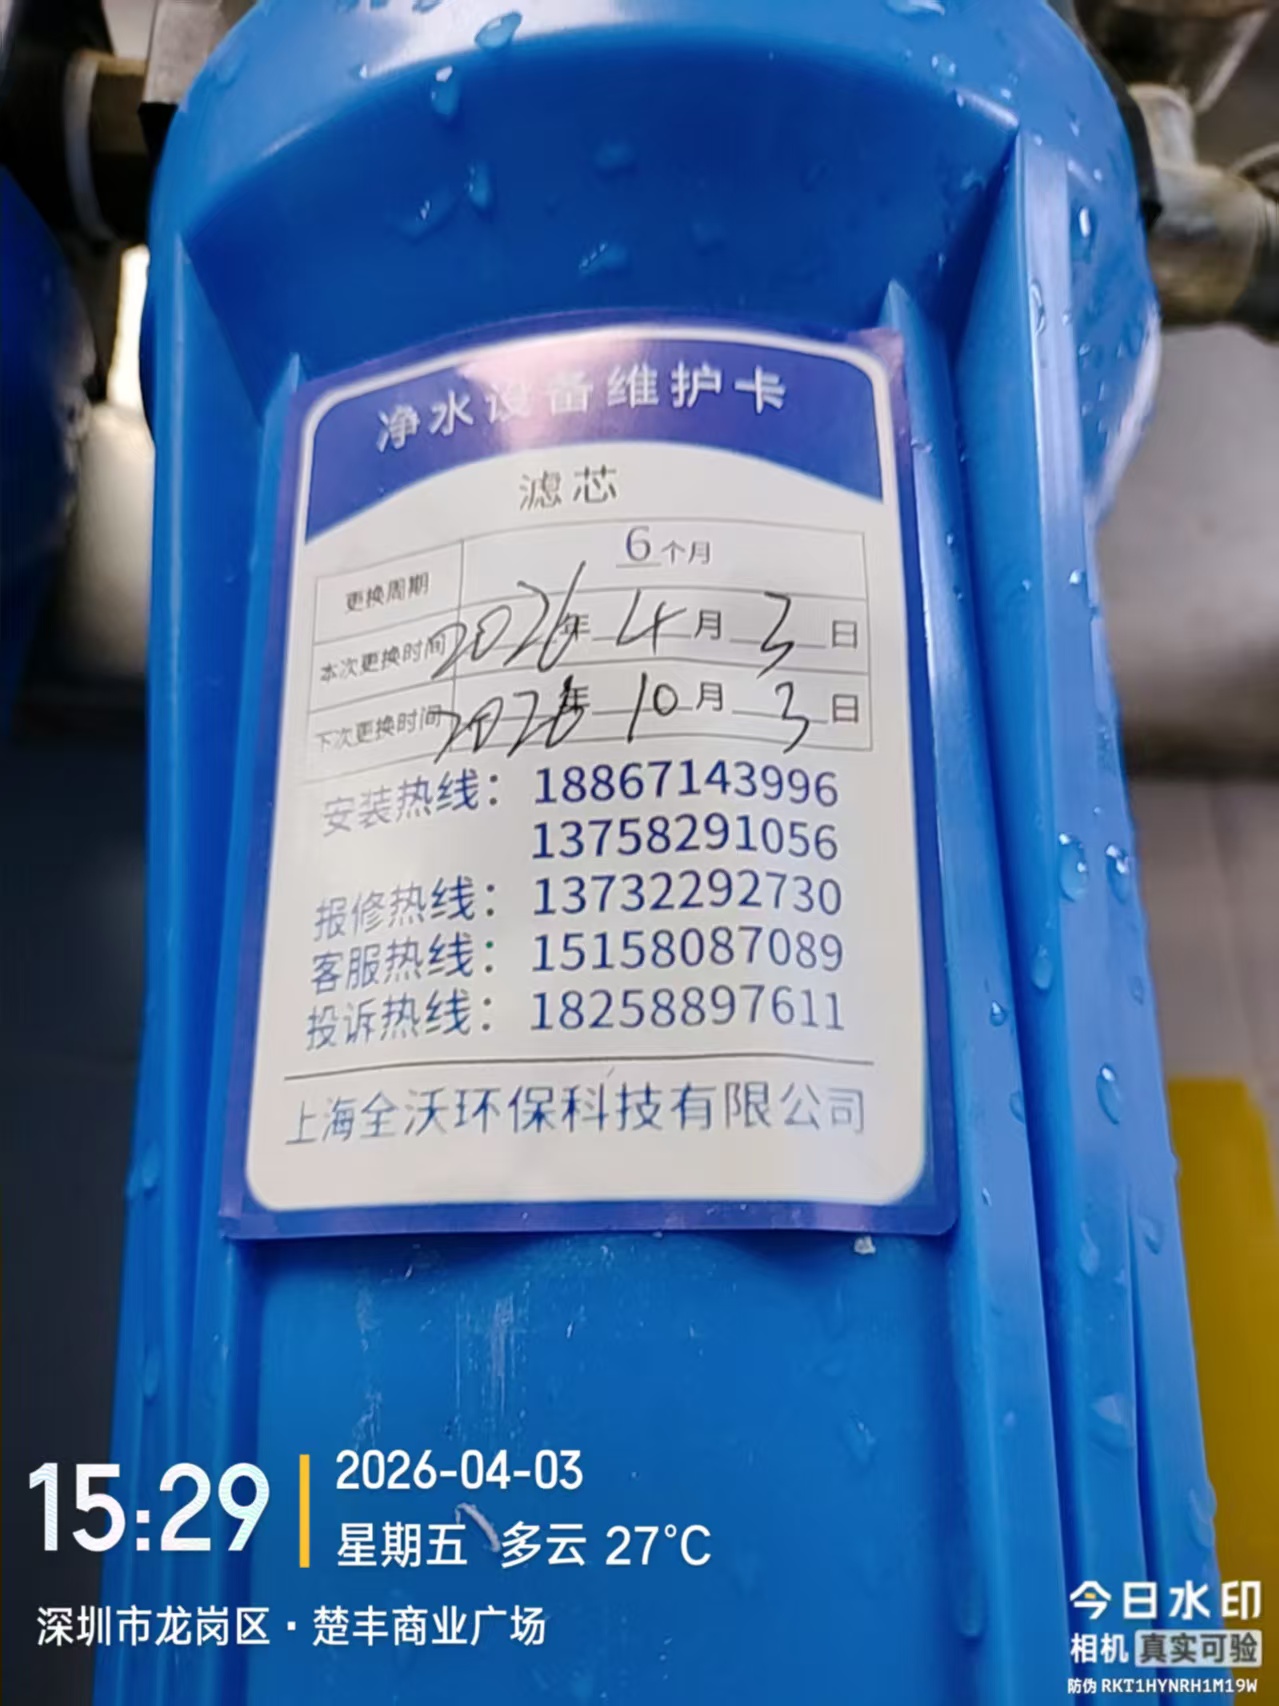 净水设备维护卡
滤芯
更换周期 6个月
本次更换时间 2026年4月3日
下次更换时间 2026年10月3日
安装热线：18867143996
13758291056
报修热线：13732292730
客服热线：15158087089
投诉热线：18258897611
上海全沃环保科技有限公司
15:29
2026-04-03
星期五 多云 27°C
深圳市龙岗区·楚丰商业广场
今日水印
相机 真实可验
防伪 RKT1HYNRH1M19W